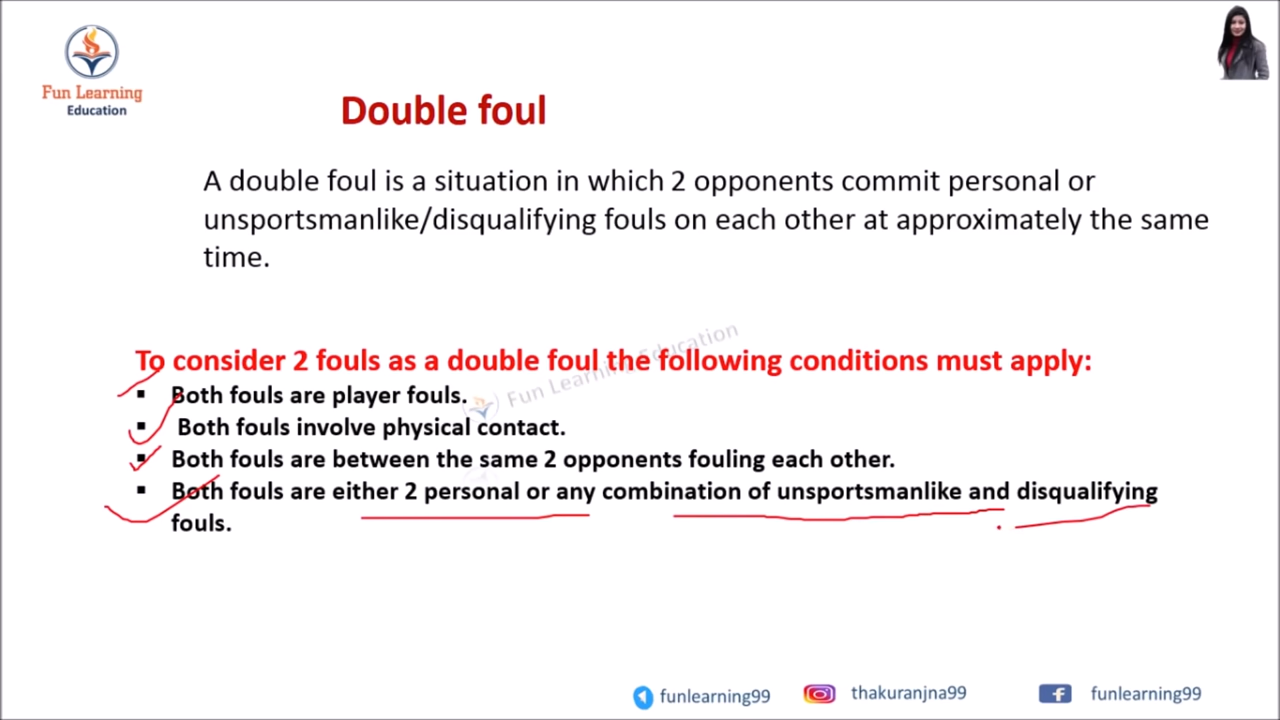 Fun Learning
Education
Double foul
A double foul is a situation in which 2 opponents commit personal or
unsportsmanlike/disqualifying fouls on each other at approximately the same
time.
Fun Learning Education
To consider 2 fouls as a double foul the following conditions must apply:
▪ Both fouls are player fouls.
▪ Both fouls involve physical contact.
▪ Both fouls are between the same 2 opponents fouling each other.
▪ Both fouls are either 2 personal or any combination of unsportsmanlike and disqualifying
fouls.
funlearning99 thakuranjna99 funlearning99